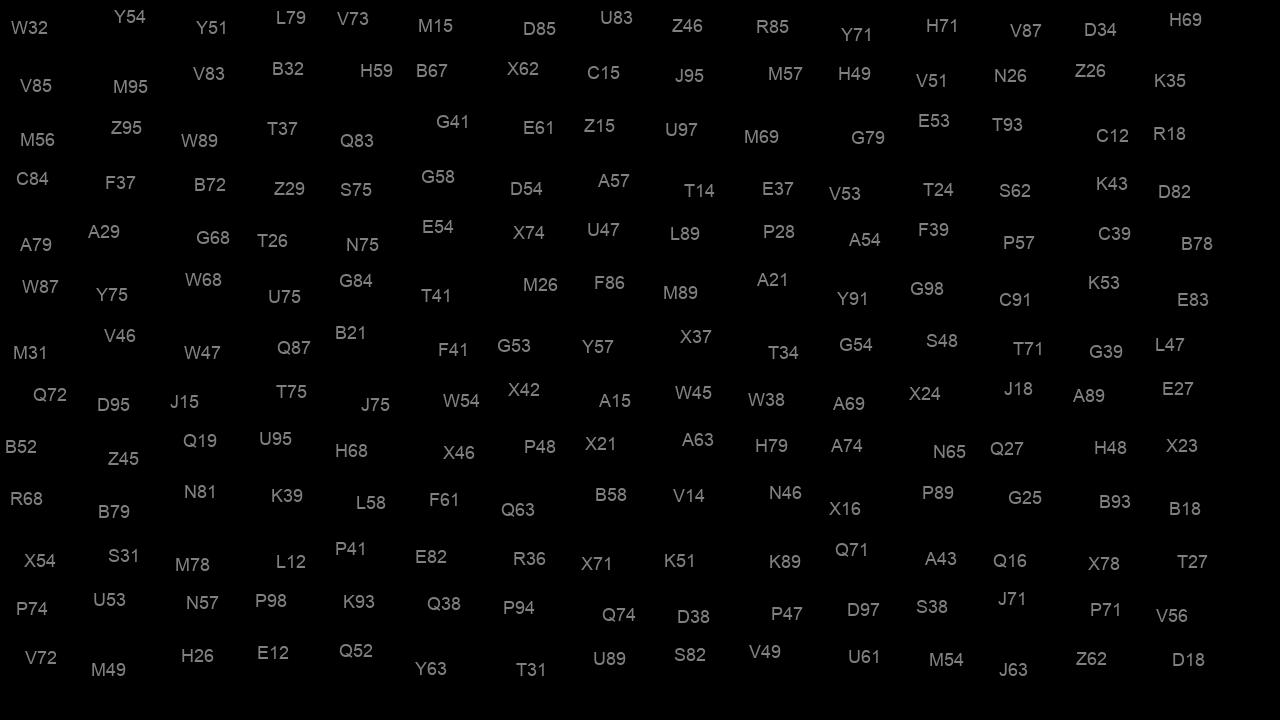 W32 Y54 Y51 L79 V73 M15 D85 U83 Z46 R85 Y71 H71 V87 D34 H69
V85 M95 V83 B32 H59 B67 X62 C15 J95 M57 H49 V51 N26 Z26 K35
M56 Z95 W89 T37 Q83 G41 E61 Z15 U97 M69 G79 E53 T93 C12 R18
C84 F37 B72 Z29 S75 G58 D54 A57 T14 E37 V53 T24 S62 K43 D82
A79 A29 G68 T26 N75 E54 X74 U47 L89 P28 A54 F39 P57 C39 B78
W87 Y75 W68 U75 G84 T41 M26 F86 M89 A21 Y91 G98 C91 K53 E83
M31 V46 W47 Q87 B21 F41 G53 Y57 X37 T34 G54 S48 T71 G39 L47
Q72 D95 J15 T75 J75 W54 X42 A15 W45 W38 A69 X24 J18 A89 E27
B52 Z45 Q19 U95 H68 X46 P48 X21 A63 H79 A74 N65 Q27 H48 X23
R68 B79 N81 K39 L58 F61 Q63 B58 V14 N46 X16 P89 G25 B93 B18
X54 S31 M78 L12 P41 E82 R36 X71 K51 K89 Q71 A43 Q16 X78 T27
P74 U53 N57 P98 K93 Q38 P94 Q74 D38 P47 D97 S38 J71 P71 V56
V72 M49 H26 E12 Q52 Y63 T31 U89 S82 V49 U61 M54 J63 Z62 D18